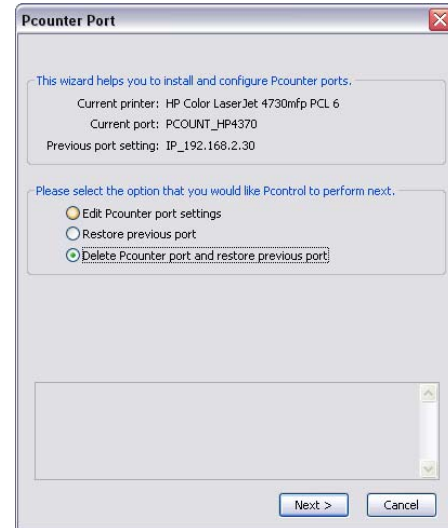 Pcounter Port
This wizard helps you to install and configure Pcounter ports.
Current printer: HP Color LaserJet 4730mfp PCL 6
Current port: PCOUNT_HP4370
Previous port setting: IP_192.168.2.30
Please select the option that you would like Pcontrol to perform next.
Edit Pcounter port settings
Restore previous port
Delete Pcounter port and restore previous port
Next > Cancel